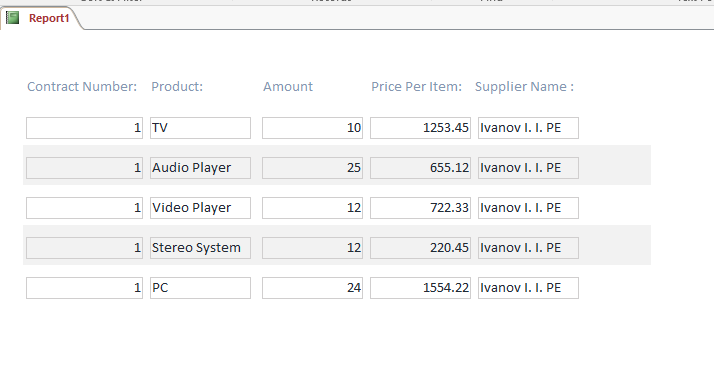 Report1
Contract Number: Product: Amount Price Per Item: Supplier Name :
1 TV 10 1253.45 Ivanov I. I. PE
1 Audio Player 25 655.12 Ivanov I. I. PE
1 Video Player 12 722.33 Ivanov I. I. PE
1 Stereo System 12 220.45 Ivanov I. I. PE
1 PC 24 1554.22 Ivanov I. I. PE